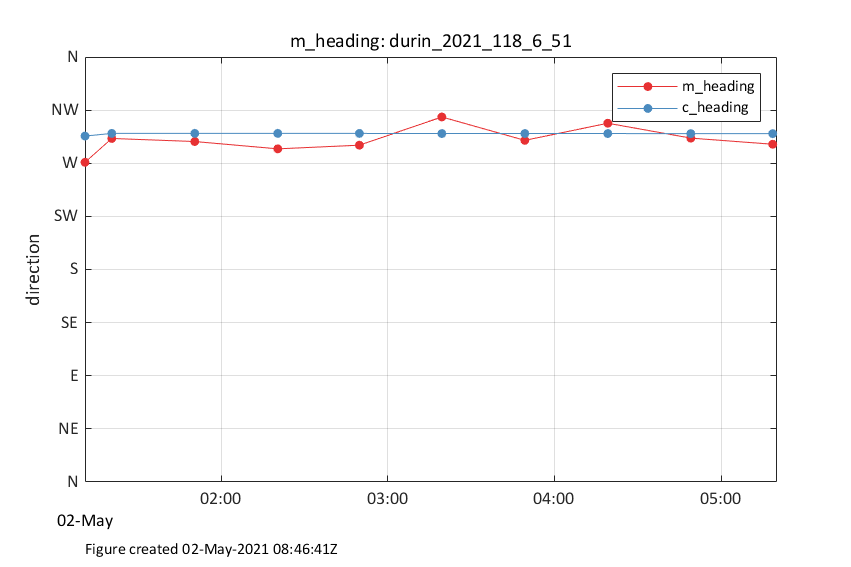 m_heading: durin_2021_118_6_51
N
NW
W
SW
S
SE
E
NE
N
direction
m_heading
c_heading
02:00
03:00
04:00
05:00
02-May
Figure created 02-May-2021 08:46:41Z